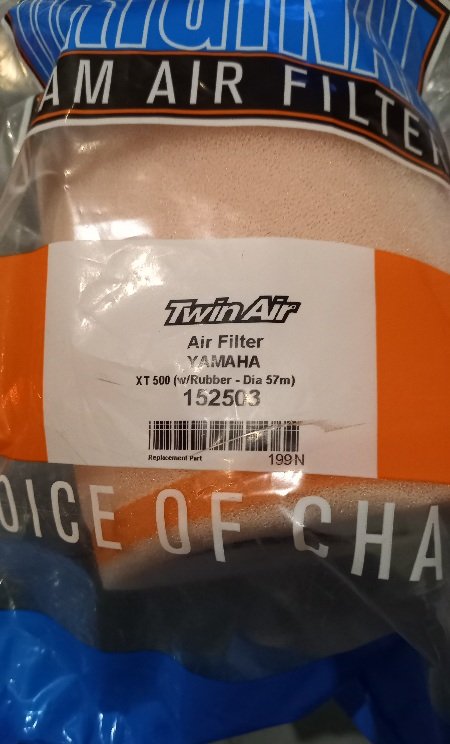 AM AIR FILTER
Twin Air
Air Filter
YAMAHA
XT 500 (w/Rubber - Dia 57m)
152503
Replacement Part
199N
OICE OF CHA